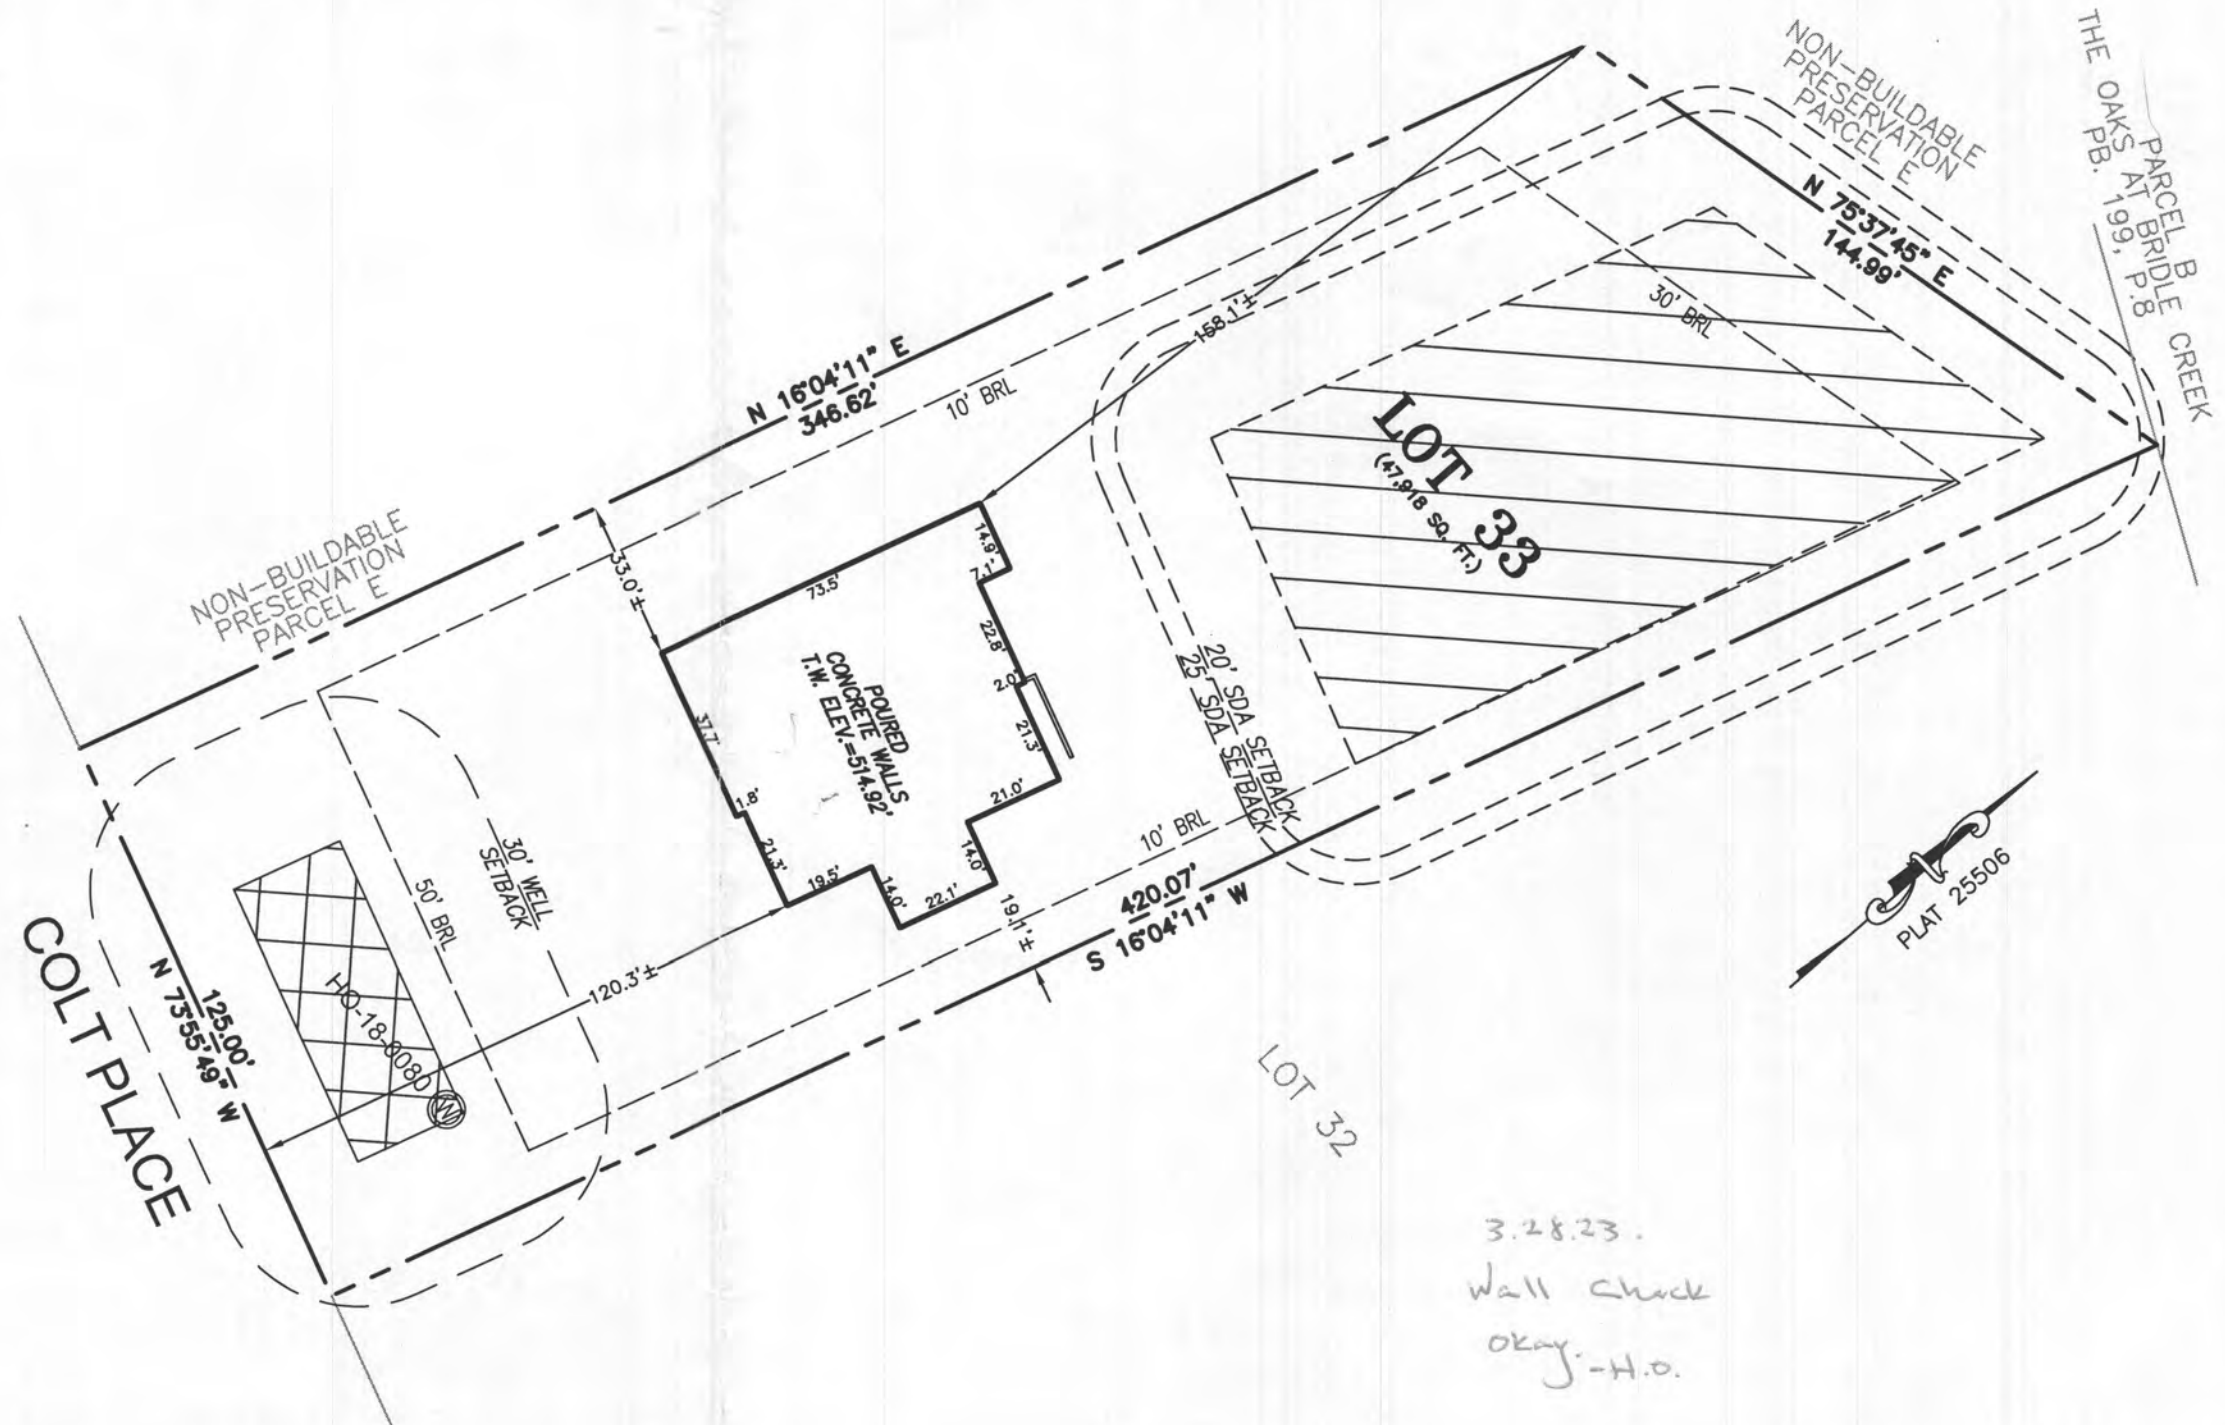 NON-BUILDABLE
PRESERVATION
PARCEL E
PARCEL B
THE OAKS AT BRIDLE CREEK
PB. 199, P.8
N 75°37'45" E
144.99'
30' BRL
158.1'±
N 16°04'11" E
346.62'
10' BRL
LOT 33
(47,918 SQ. FT.)
NON-BUILDABLE
PRESERVATION
PARCEL E
33.0'±
73.5'
14.9'
7.1'
22.8'
2.0'
21.3'
21.0'
14.0'
22.1'
14.0'
19.5'
21.3'
1.8'
37.7'
POURED
CONCRETE WALLS
T.W. ELEV.=514.92'
20' SDA SETBACK
25' SDA SETBACK
10' BRL
19.1'±
420.07'
S 16°04'11" W
30' WELL
SETBACK
50' BRL
120.3'±
HO-18-0080
W
125.00'
N 73°55'49" W
COLT PLACE
LOT 32
PLAT 25506
3.28.23.
Wall Check
Okay.
-H.O.